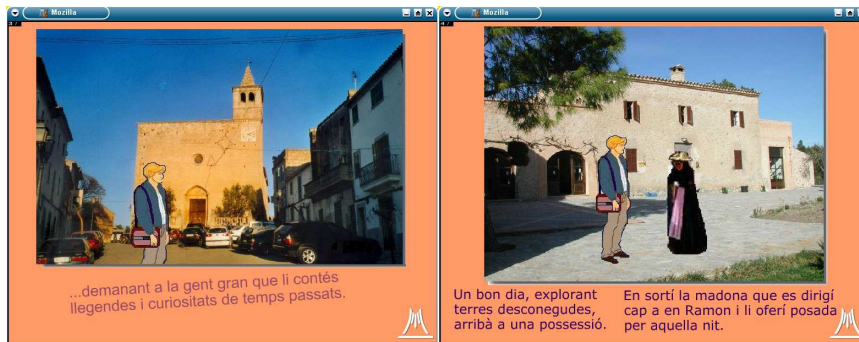 Mozilla
...demanant a la gent gran que li contés
llegendes i curiositats de temps passats.
Mozilla
Un bon dia, explorant
terres desconegudes,
arribà a una possessió.
En sortí la madona que es dirigí
cap a en Ramon i li oferí posada
per aquella nit.